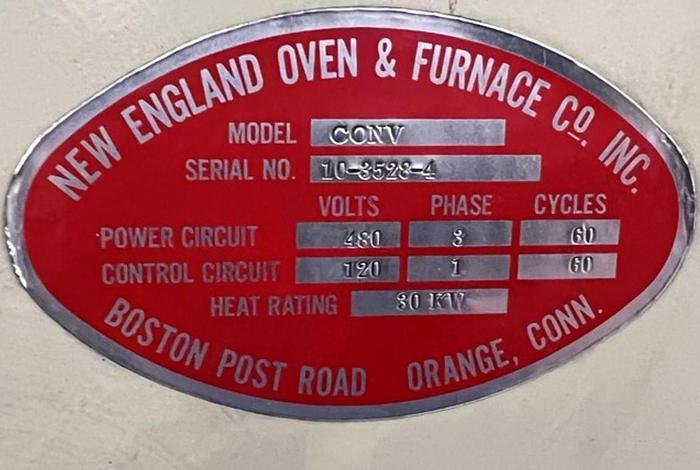 NEW ENGLAND OVEN & FURNACE CO. INC.
MODEL CONV
SERIAL NO. 10-3528-4
VOLTS PHASE CYCLES
POWER CIRCUIT 480 3 60
CONTROL CIRCUIT 120 1 60
HEAT RATING 30 KW
BOSTON POST ROAD ORANGE, CONN.